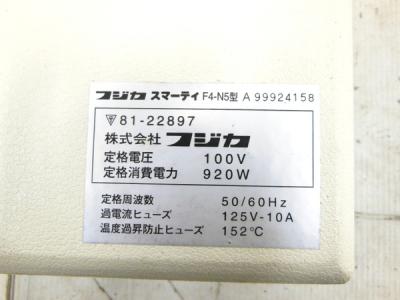 フジカ スマーティ F4-N5型 A 99924158
▽81-22897
株式会社 フジカ
定格電圧 100V
定格消費電力 920W
定格周波数 50/60Hz
過電流ヒューズ 125V-10A
温度過昇防止ヒューズ 152℃